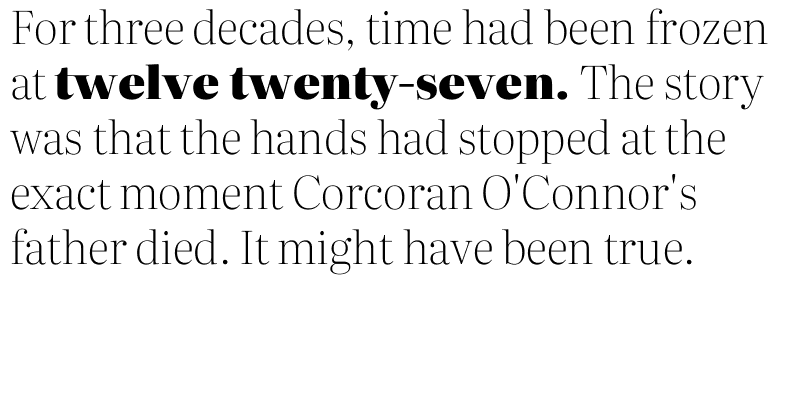 For three decades, time had been frozen
at twelve twenty-seven. The story
was that the hands had stopped at the
exact moment Corcoran O'Connor's
father died. It might have been true.